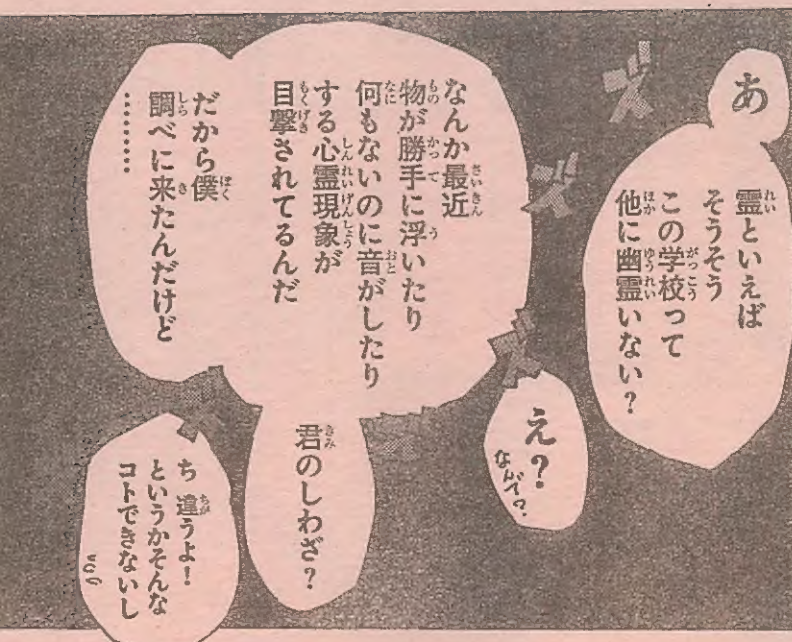 あ
霊といえば
そうそう
この学校って
他に幽霊いない？
え？
なんで？
なんか最近
物が勝手に浮いたり
何もないのに音がしたり
する心霊現象が
目撃されてるんだ
だから僕
調べに来たんだけど
………
君のしわざ？
ち 違うよ！
というかそんな
コトできないし
ズ
ズ
ズ
ズ